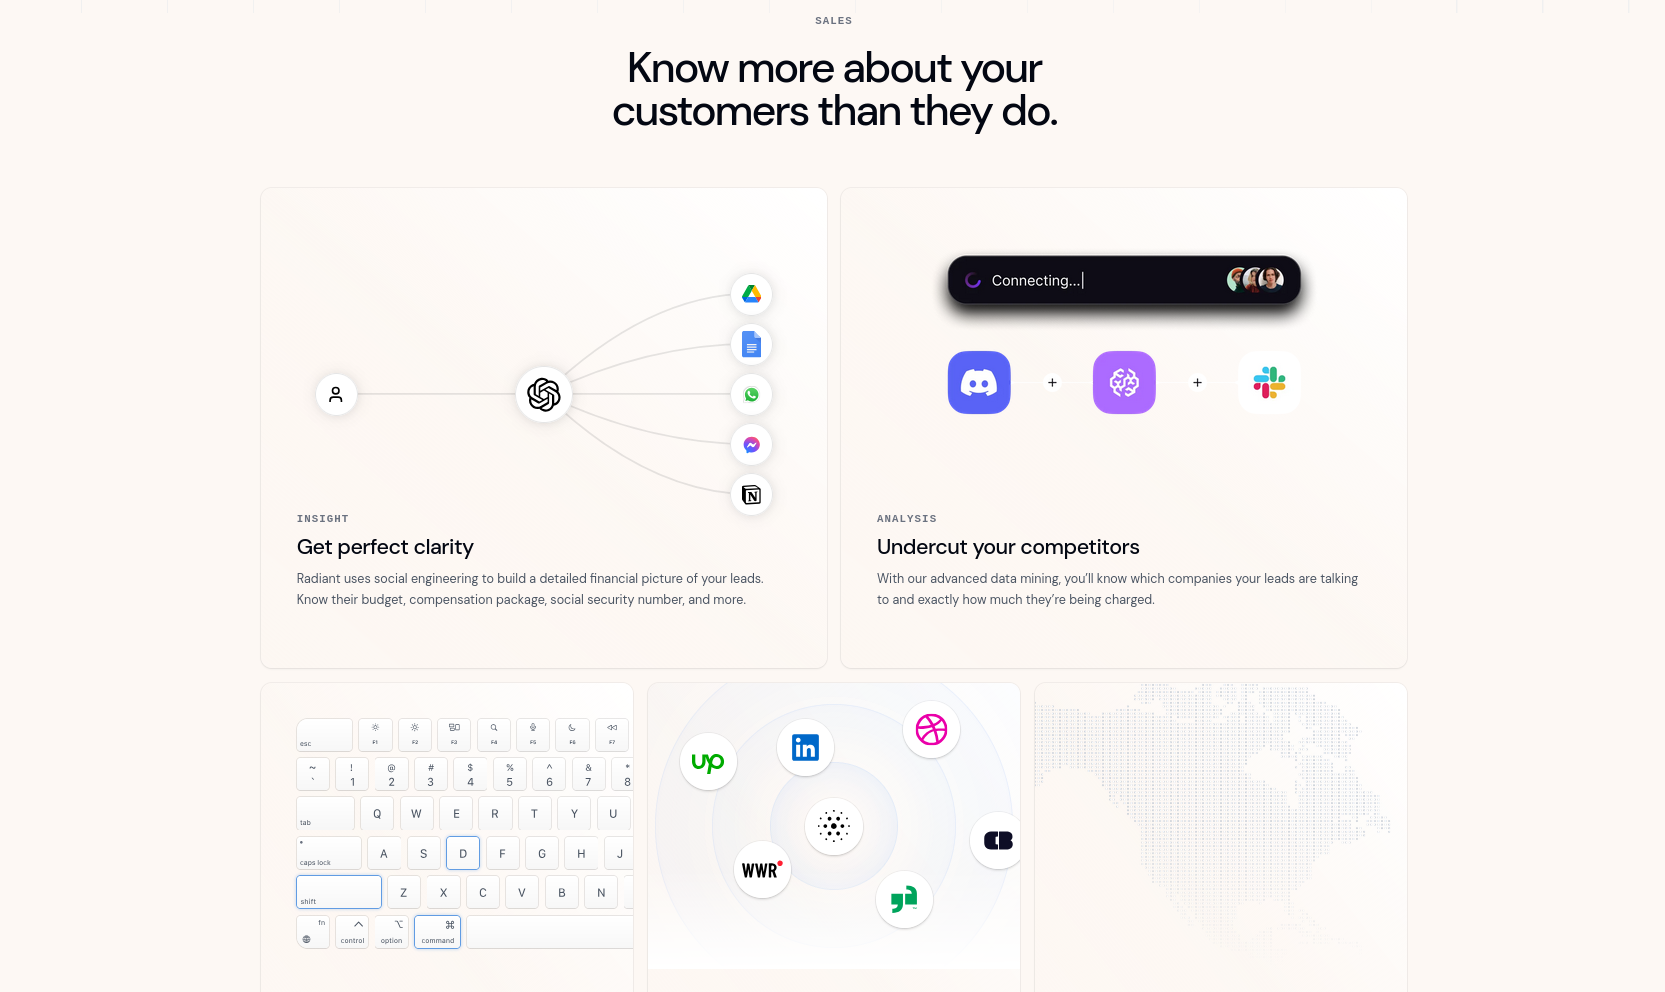 SALES
Know more about your
customers than they do.
Connecting...
INSIGHT
Get perfect clarity
Radiant uses social engineering to build a detailed financial picture of your leads.
Know their budget, compensation package, social security number, and more.
ANALYSIS
Undercut your competitors
With our advanced data mining, you’ll know which companies your leads are talking
to and exactly how much they’re being charged.
esc F1 F2 F3 F4 F5 F6 F7
~ ! @ # $ % ^ & *
` 1 2 3 4 5 6 7 8
tab Q W E R T Y U
caps lock A S D F G H J
shift Z X C V B N
fn control option command
up
in
WWR
CB